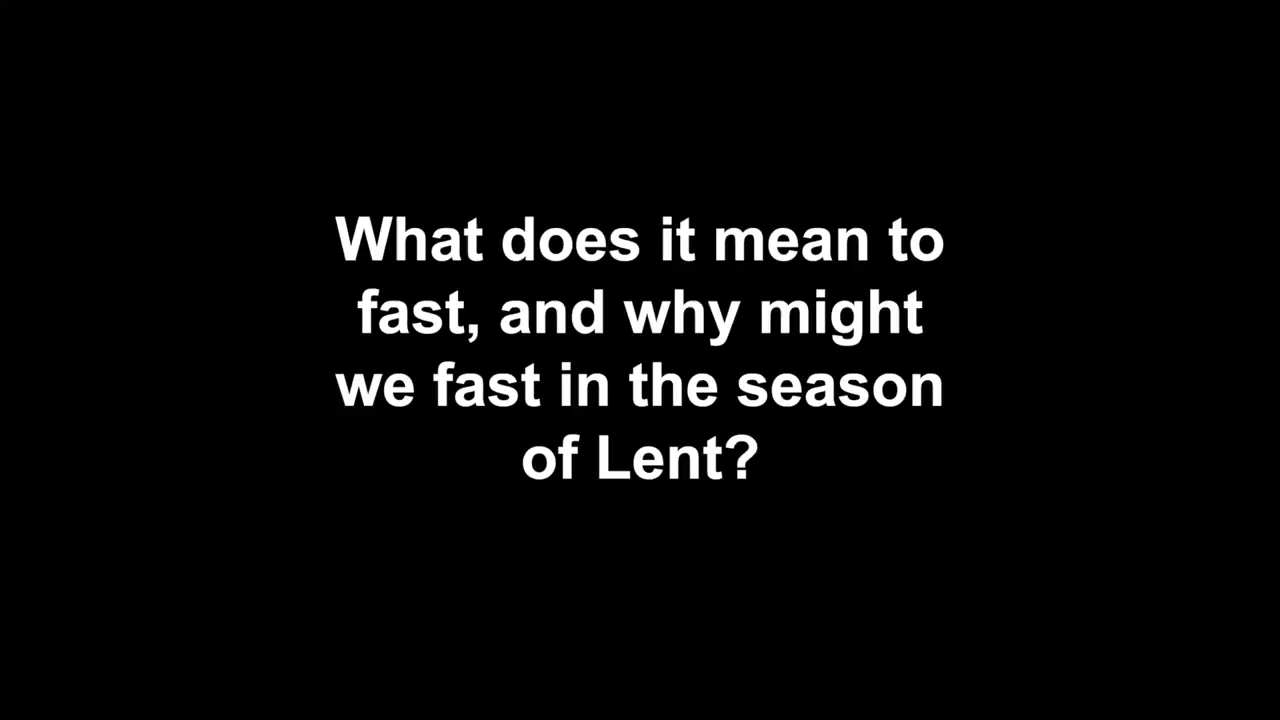 What does it mean to
fast, and why might
we fast in the season
of Lent?